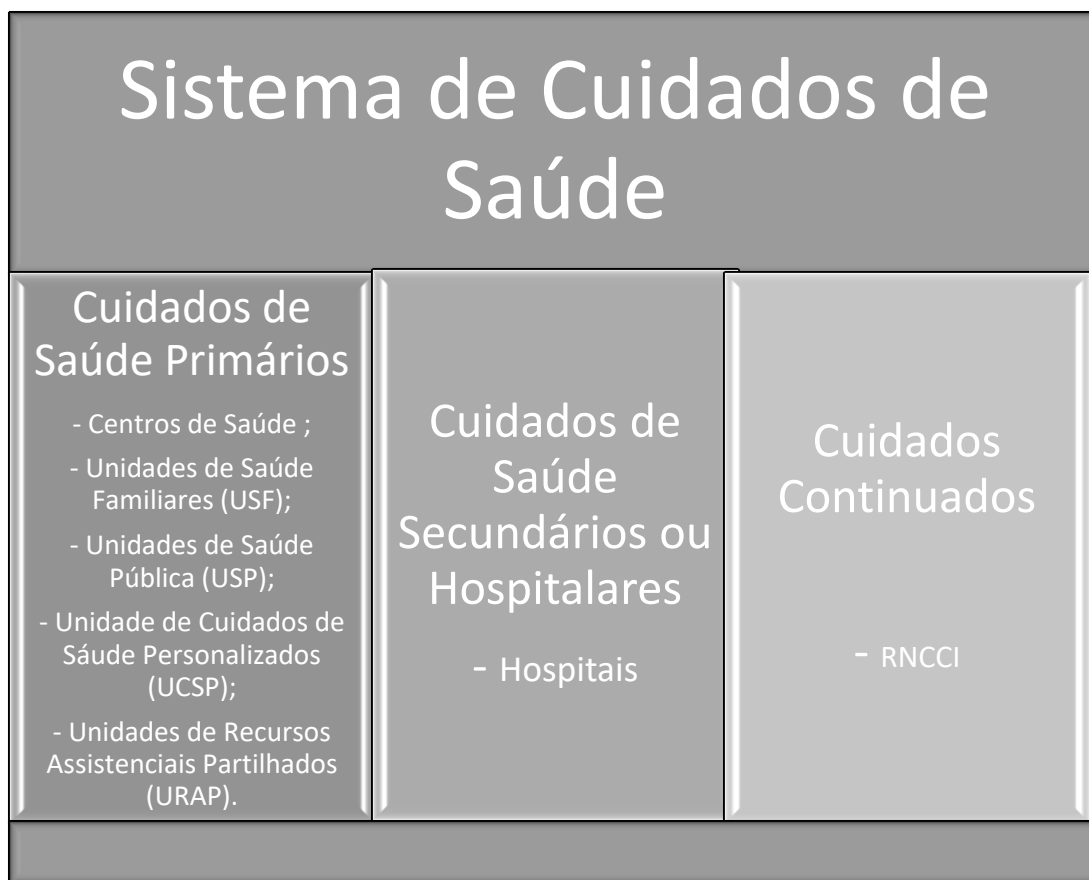 Sistema de Cuidados de
Saúde
Cuidados de
Saúde Primários
- Centros de Saúde ;
- Unidades de Saúde
Familiares (USF);
- Unidades de Saúde
Pública (USP);
- Unidade de Cuidados de
Sáude Personalizados
(UCSP);
- Unidades de Recursos
Assistenciais Partilhados
(URAP).
Cuidados de
Saúde
Secundários ou
Hospitalares
- Hospitais
Cuidados
Continuados
- RNCCI